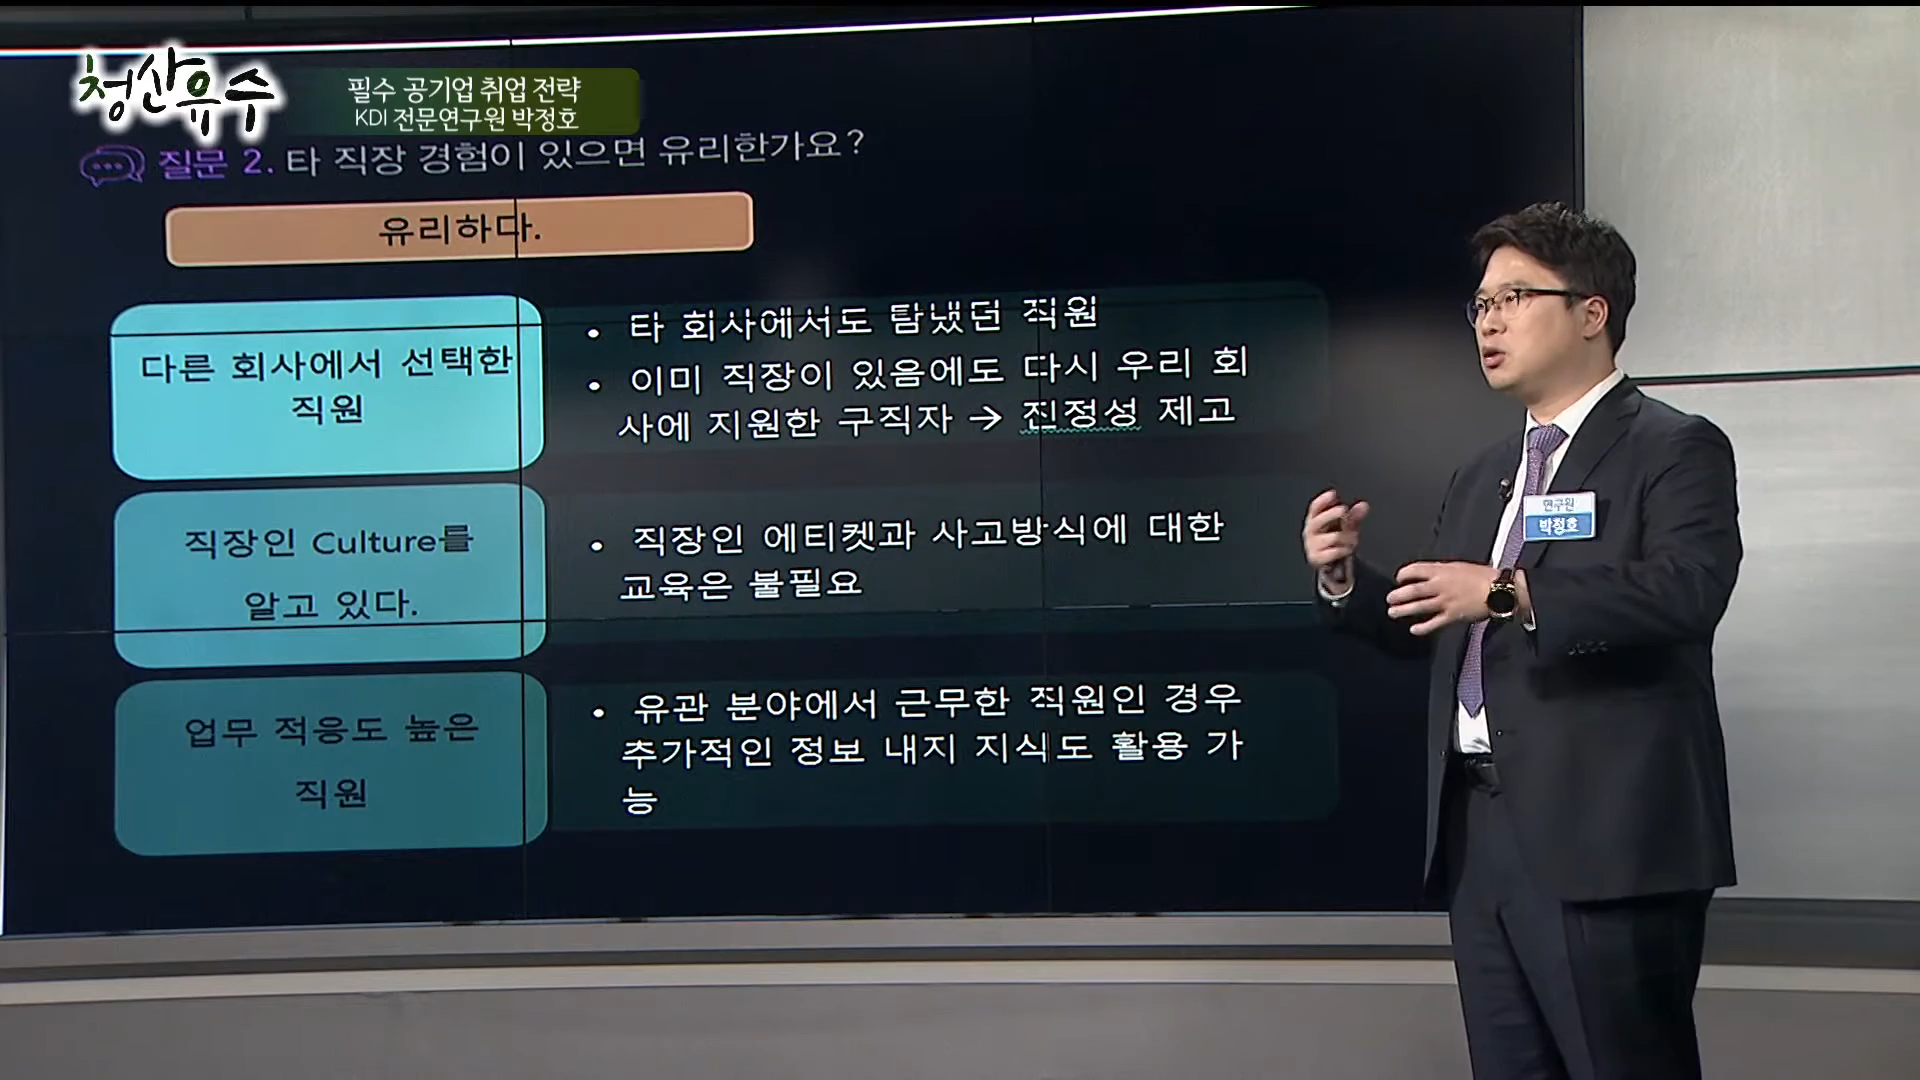 청산유수
필수 공기업 취업 전략
KDI 전문연구원 박정호
질문 2. 타 직장 경험이 있으면 유리한가요?
유리하다.
다른 회사에서 선택한
직원
• 타 회사에서도 탐냈던 직원
• 이미 직장이 있음에도 다시 우리 회
사에 지원한 구직자 → 진정성 제고
직장인 Culture를
알고 있다.
• 직장인 에티켓과 사고방식에 대한
교육은 불필요
업무 적응도 높은
직원
• 유관 분야에서 근무한 직원인 경우
추가적인 정보 내지 지식도 활용 가
능
연구원
박정호